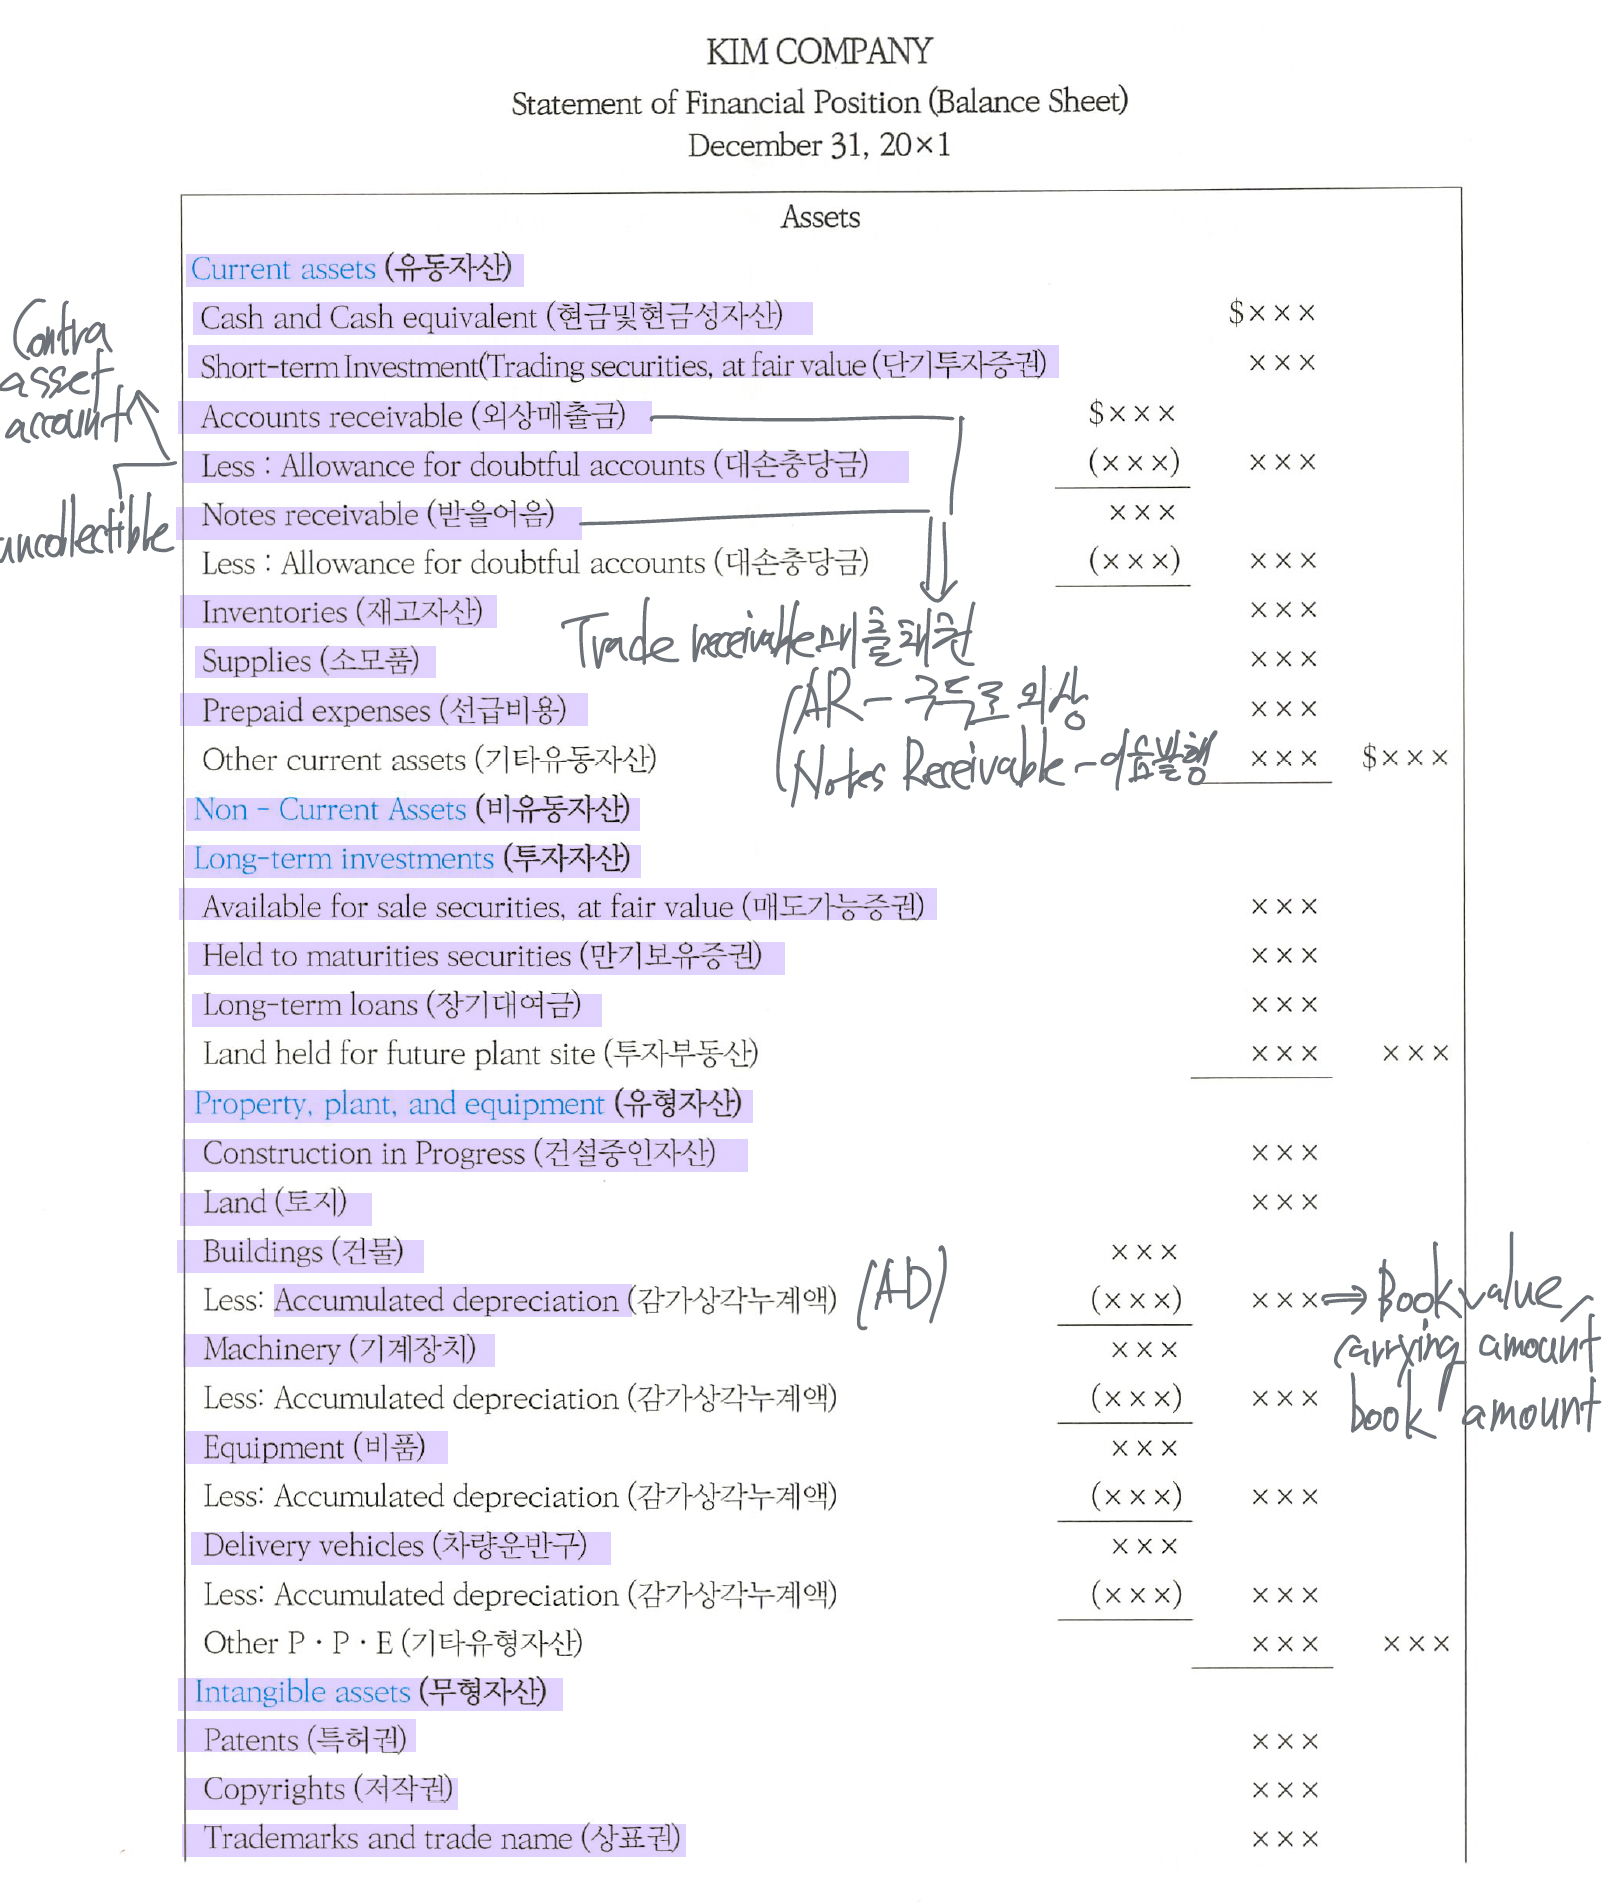 KIM COMPANY
Statement of Financial Position (Balance Sheet)
December 31, 20×1
Assets
Current assets (유동자산)
Cash and Cash equivalent (현금및현금성자산) $×××
Short-term Investment(Trading securities, at fair value (단기투자증권) ×××
Contra
asset
account
Accounts receivable (외상매출금) $×××
Less : Allowance for doubtful accounts (대손충당금) (×××) ×××
uncollectible
Notes receivable (받을어음) ×××
Less : Allowance for doubtful accounts (대손충당금) (×××) ×××
Inventories (재고자산) ×××
Trade receivable 매출채권
Supplies (소모품) ×××
AR - 구두로 외상
Prepaid expenses (선급비용) ×××
Notes Receivable - 어음발행
Other current assets (기타유동자산) ××× $×××
Non - Current Assets (비유동자산)
Long-term investments (투자자산)
Available for sale securities, at fair value (매도가능증권) ×××
Held to maturities securities (만기보유증권) ×××
Long-term loans (장기대여금) ×××
Land held for future plant site (투자부동산) ××× ×××
Property, plant, and equipment (유형자산)
Construction in Progress (건설중인자산) ×××
Land (토지) ×××
Buildings (건물) ×××
Less: Accumulated depreciation (감가상각누계액) (AD) (×××) ××× ⇒ Book value,
Machinery (기계장치) ××× carrying amount
Less: Accumulated depreciation (감가상각누계액) (×××) ××× book amount
Equipment (비품) ×××
Less: Accumulated depreciation (감가상각누계액) (×××) ×××
Delivery vehicles (차량운반구) ×××
Less: Accumulated depreciation (감가상각누계액) (×××) ×××
Other P · P · E (기타유형자산) ××× ×××
Intangible assets (무형자산)
Patents (특허권) ×××
Copyrights (저작권) ×××
Trademarks and trade name (상표권) ×××